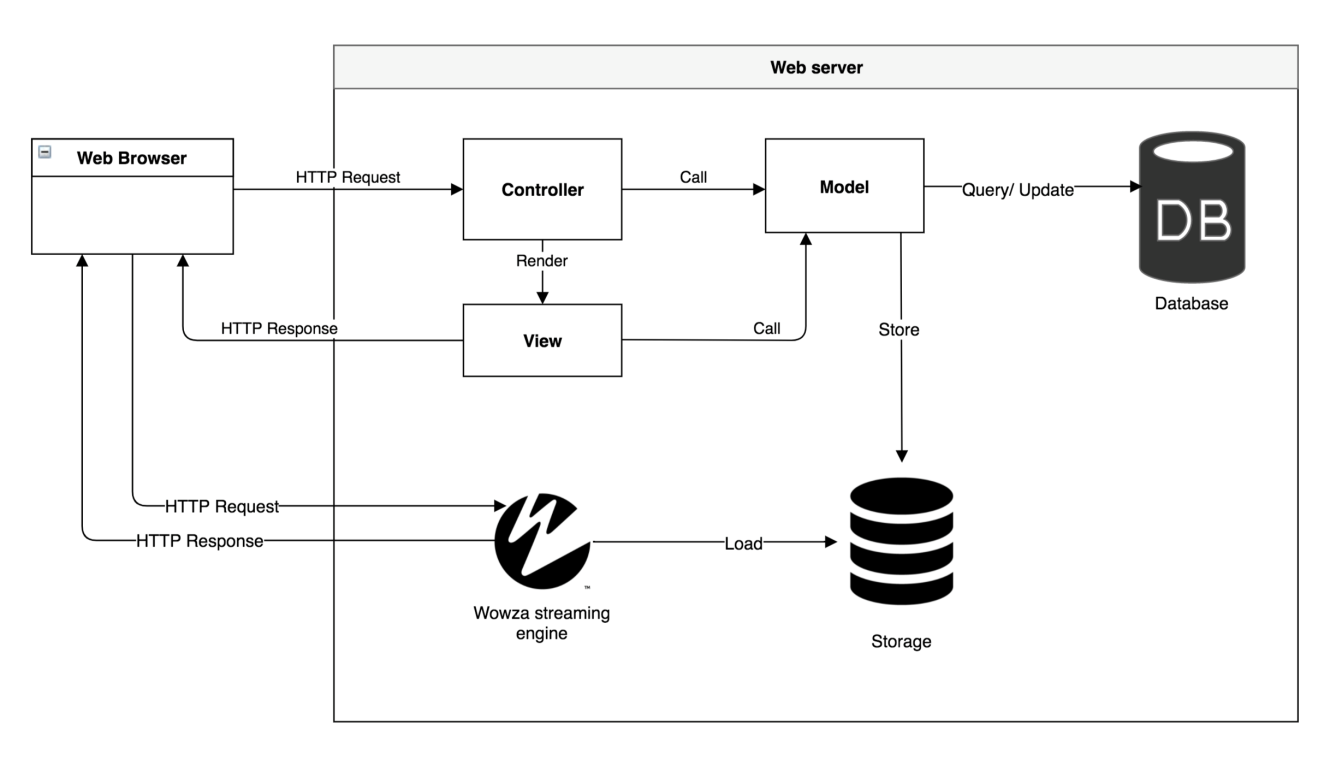 Web server
Web Browser
HTTP Request
Controller
Call
Model
Query/ Update
DB
Database
Render
HTTP Response
View
Call
Store
HTTP Request
HTTP Response
Load
™
Wowza streaming
engine
Storage